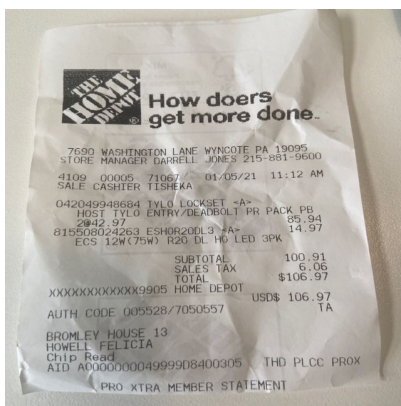 THE
HOME
DEPOT
®
How doers
get more done™
7690 WASHINGTON LANE WYNCOTE PA 19095
STORE MANAGER DARRELL JONES 215-881-9600
4109 00005 71067 01/05/21 11:12 AM
SALE CASHIER TISHEKA
042049948684 TYLO LOCKSET <A>
HOST TYLO ENTRY/DEADBOLT PR PACK PB
2@42.97 85.94
815508024263 ESHOR20DL3 <A> 14.97
ECS 12W(75W) R20 DL HO LED 3PK
SUBTOTAL 100.91
SALES TAX 6.06
TOTAL $106.97
XXXXXXXXXXXX9905 HOME DEPOT
USD$ 106.97
AUTH CODE 005528/7050557 TA
BROMLEY HOUSE 13
HOWELL FELICIA
Chip Read
AID A0000000049999D8400305 THD PLCC PROX
PRO XTRA MEMBER STATEMENT